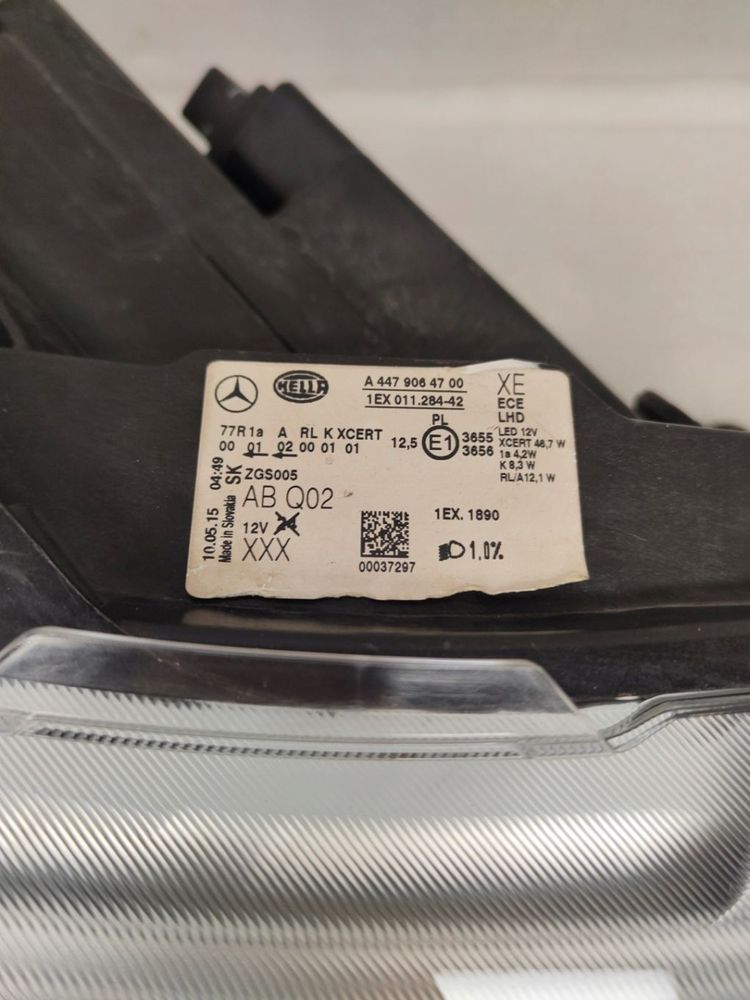 HELLA
A 447 906 47 00
1EX 011.284-42
XE
ECE
LHD
LED 12V
XCERT 46,7 W
1a 4,2W
K 8,3 W
RL/A12,1 W
77R 1a A RL K XCERT
00 01 02 00 01 01
12,5
PL
E1
3655
3656
10.05.15 04:49
Made in Slovakia SK
ZGS005
AB Q02
12V
XXX
00037297
1EX. 1890
1,0%